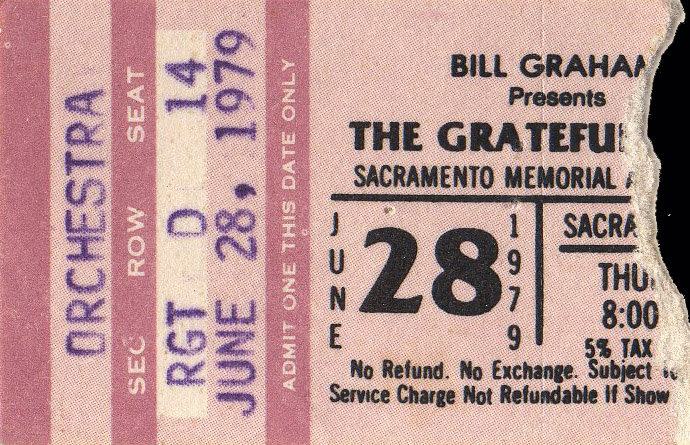 ORCHESTRA
SEC ROW SEAT
RGT D 14
JUNE 28, 1979
ADMIT ONE THIS DATE ONLY
BILL GRAHAM
Presents
THE GRATEFU
SACRAMENTO MEMORIAL A
JUNE
28
1979
SACRA
THU
8:00
5% TAX
No Refund. No Exchange. Subject to
Service Charge Not Refundable If Show